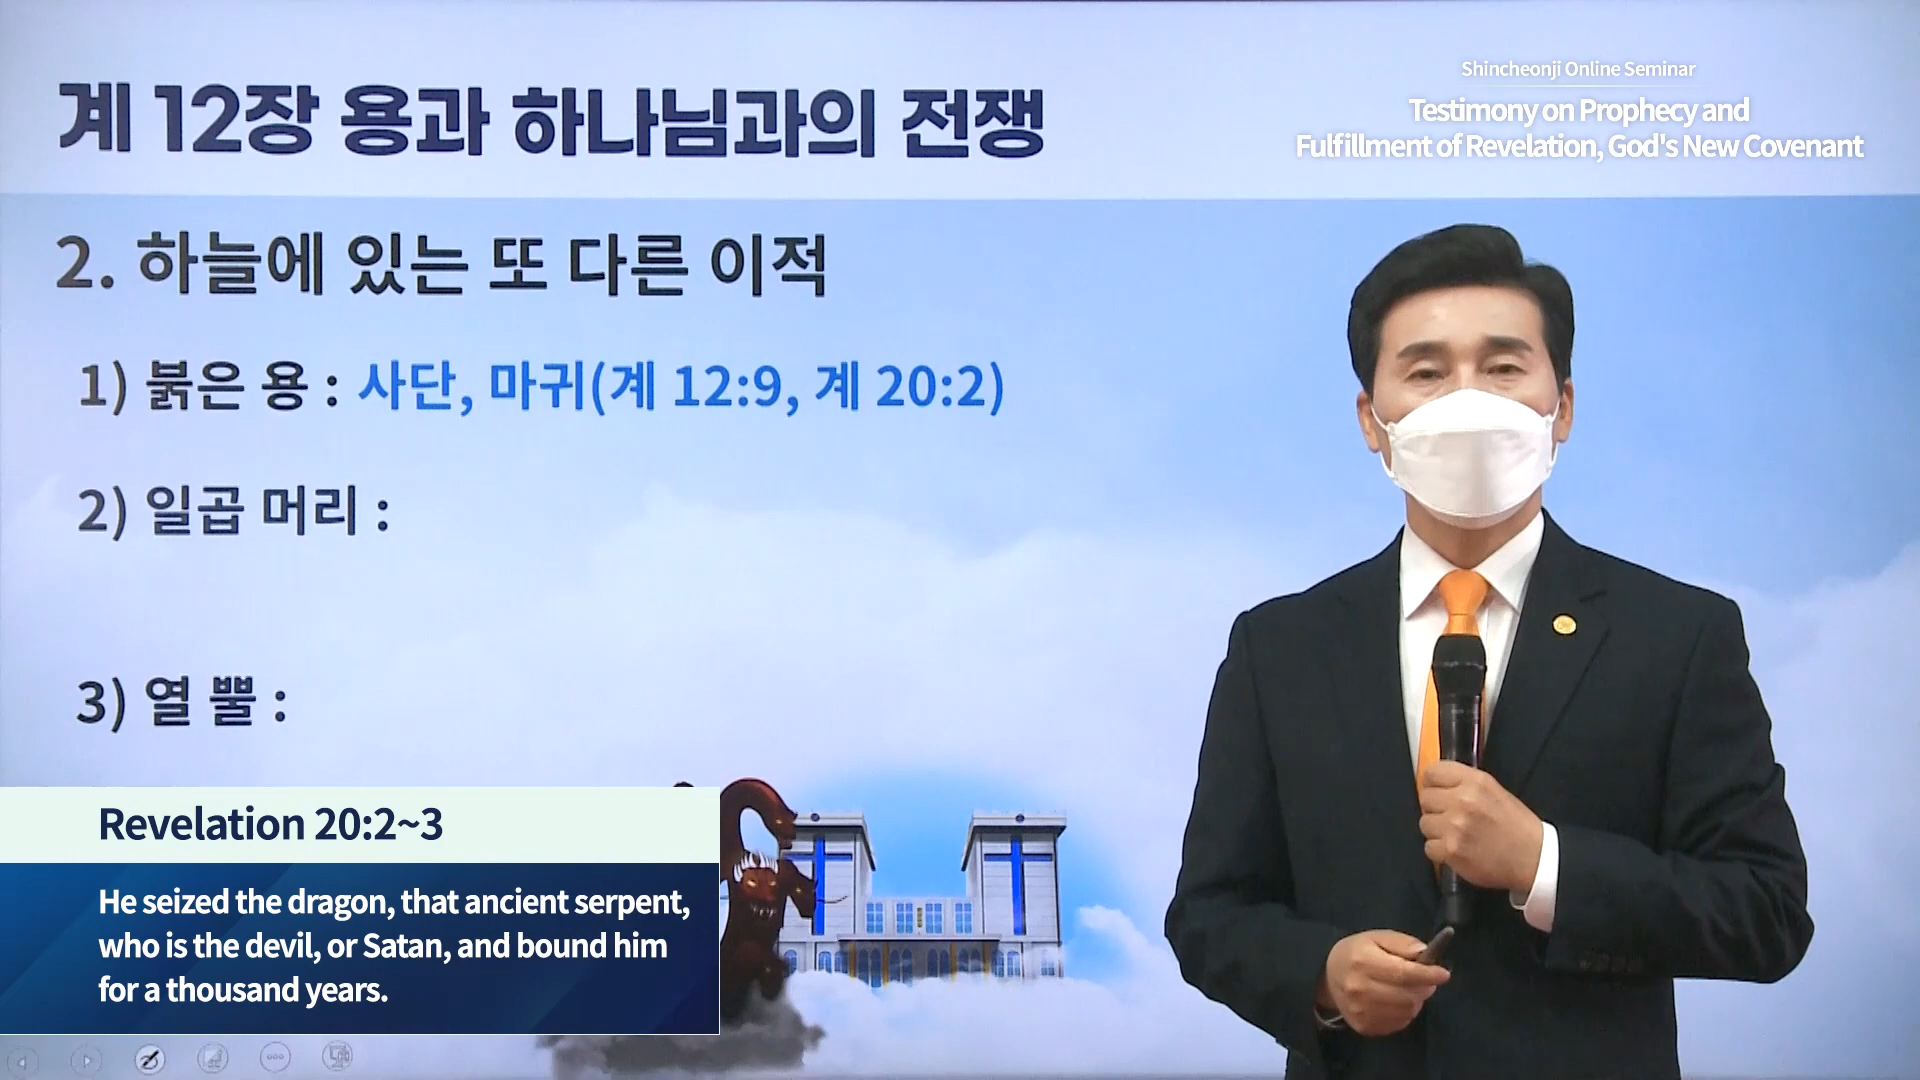 계 12장 용과 하나님과의 전쟁
Shincheonji Online Seminar
Testimony on Prophecy and
Fulfillment of Revelation, God's New Covenant
2. 하늘에 있는 또 다른 이적
1) 붉은 용 : 사단, 마귀(계 12:9, 계 20:2)
2) 일곱 머리 :
3) 열 뿔 :
Revelation 20:2~3
He seized the dragon, that ancient serpent,
who is the devil, or Satan, and bound him
for a thousand years.